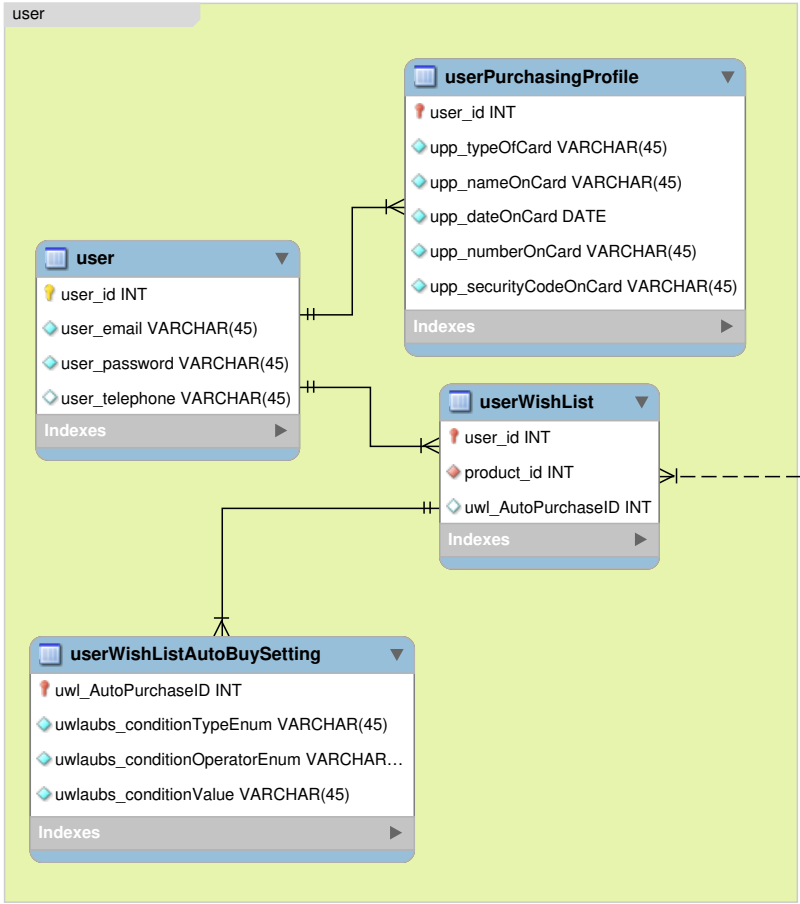 user
userPurchasingProfile
user_id INT
upp_typeOfCard VARCHAR(45)
upp_nameOnCard VARCHAR(45)
upp_dateOnCard DATE
upp_numberOnCard VARCHAR(45)
upp_securityCodeOnCard VARCHAR(45)
Indexes
user
user_id INT
user_email VARCHAR(45)
user_password VARCHAR(45)
user_telephone VARCHAR(45)
Indexes
userWishList
user_id INT
product_id INT
uwl_AutoPurchaseID INT
Indexes
userWishListAutoBuySetting
uwl_AutoPurchaseID INT
uwlaubs_conditionTypeEnum VARCHAR(45)
uwlaubs_conditionOperatorEnum VARCHAR…
uwlaubs_conditionValue VARCHAR(45)
Indexes